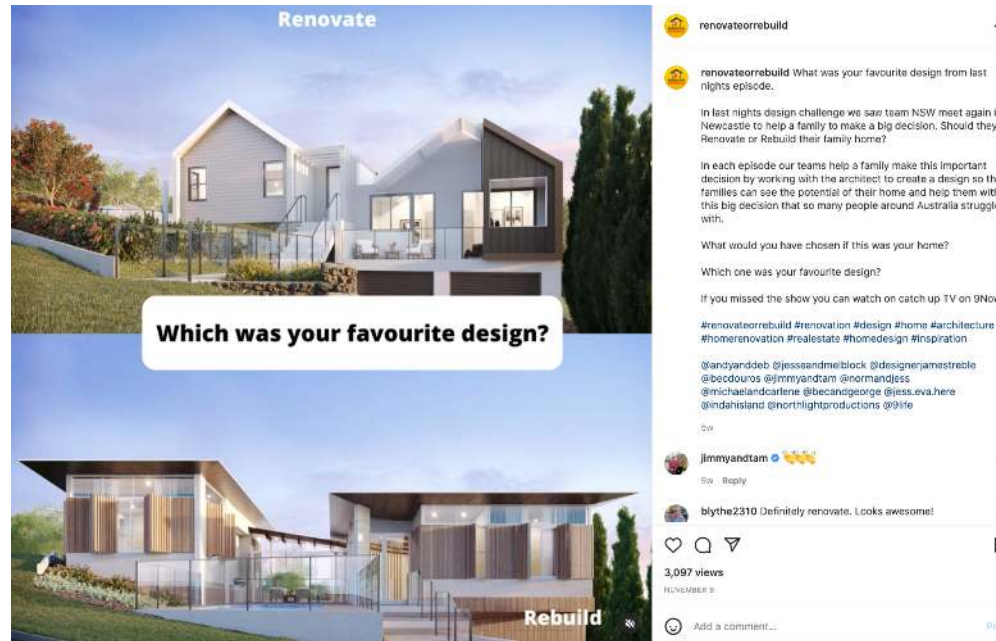 Renovate
Which was your favourite design?
Rebuild
renovateorrebuild
renovateorrebuild What was your favourite design from last
nights episode.
In last nights design challenge we saw team NSW meet again i
Newcastle to help a family to make a big decision. Should they
Renovate or Rebuild their family home?
In each episode our teams help a family make this important
decision by working with the architect to create a design so th
families can see the potential of their home and help them wit
this big decision that so many people around Australia struggl
with.
What would you have chosen if this was your home?
Which one was your favourite design?
If you missed the show you can watch on catch up TV on 9Nov
#renovateorrebuild #renovation #design #home #architecture
#homerenovation #realestate #homedesign #inspiration
@andyanddeb @jesseandmelblock @designerjamestreble
@becdouros @jimmyandtam @normandjess
@michaelandcarlene @becandgeorge @jess.eva.here
@indahisland @northlightproductions @9life
jimmyandtam
Reply
blythe2310 Definitely renovate. Looks awesome!
3,097 views
NOVEMBER 9
Add a comment...